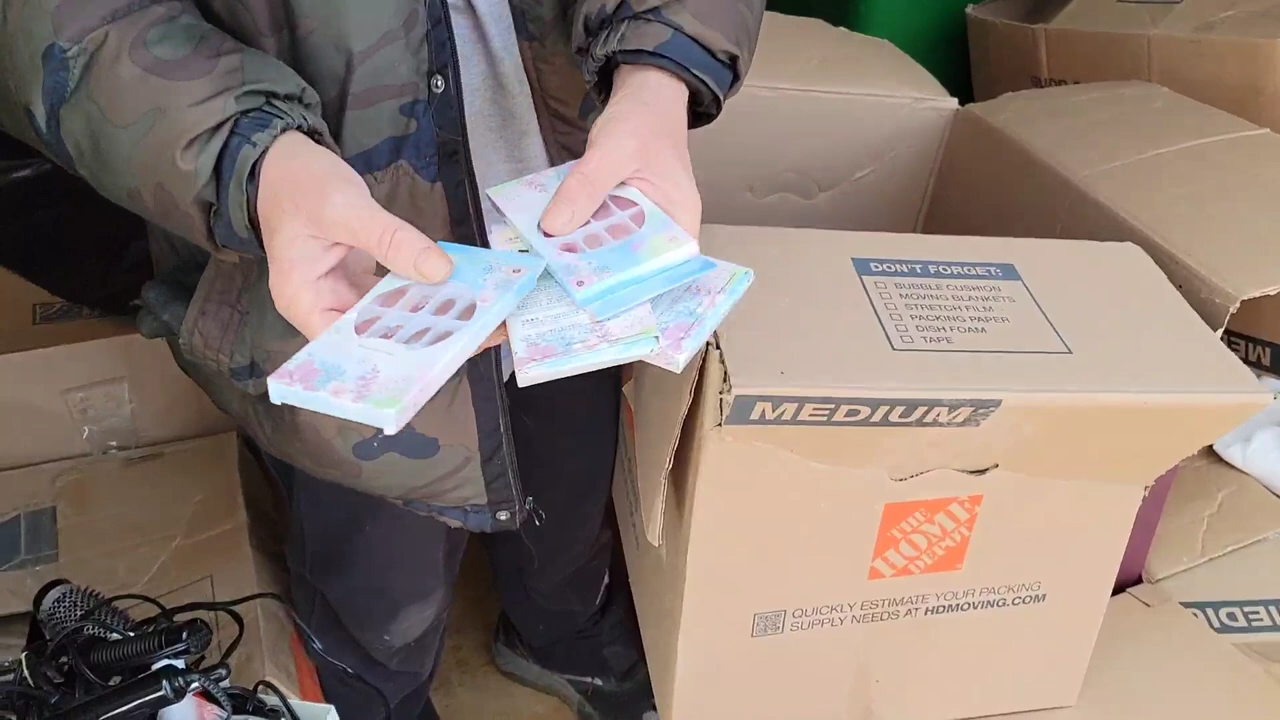 DON'T FORGET:
BUBBLE CUSHION
MOVING BLANKETS
STRETCH FILM
PACKING PAPER
DISH FOAM
TAPE
MEDIUM
THE
HOME
DEPOT
QUICKLY ESTIMATE YOUR PACKING
SUPPLY NEEDS AT HDMOVING.COM